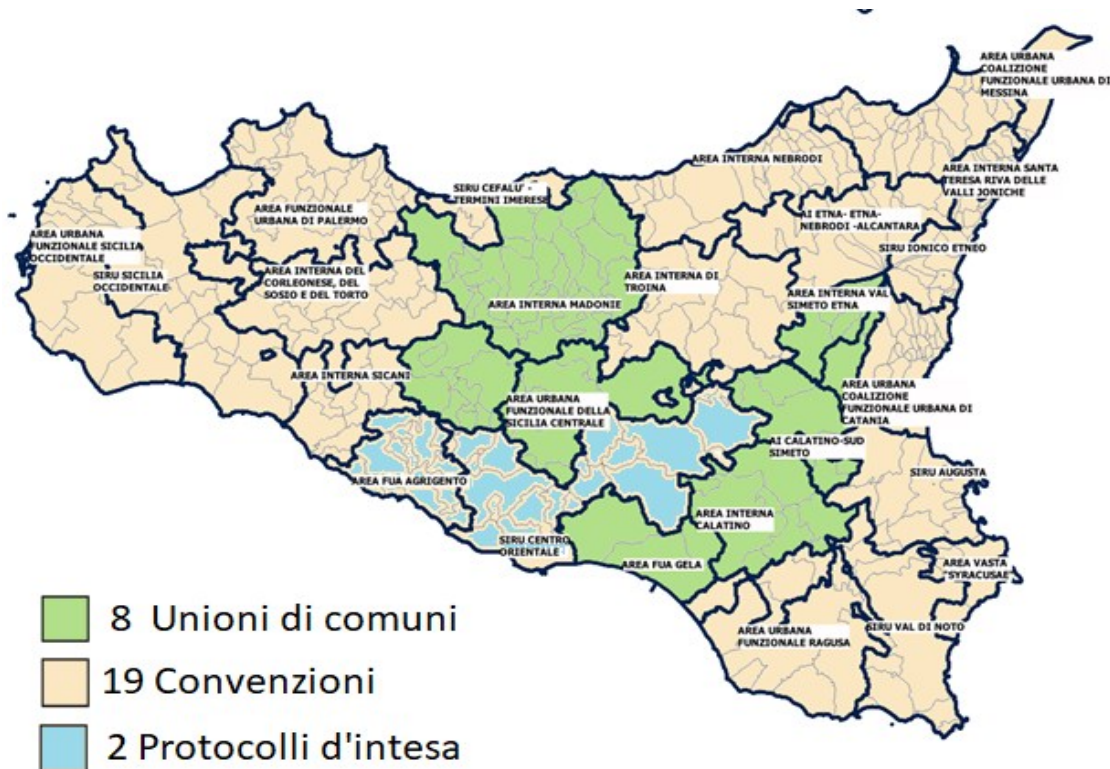 AREA URBANA
COALIZIONE
FUNZIONALE URBANA DI
MESSINA
AREA INTERNA NEBRODI
AREA INTERNA SANTA
TERESA RIVA DELLE
VALLI JONICHE
SIRU CEFALU' -
TERMINI IMERESE
AREA FUNZIONALE
URBANA DI PALERMO
AI ETNA- ETNA-
NEBRODI -ALCANTARA
AREA URBANA
FUNZIONALE SICILIA
OCCIDENTALE
SIRU IONICO ETNEO
SIRU SICILIA
OCCIDENTALE
AREA INTERNA DEL
CORLEONESE, DEL
SOSIO E DEL TORTO
AREA INTERNA DI
TROINA
AREA INTERNA MADONIE
AREA INTERNA VAL
SIMETO ETNA
AREA INTERNA SICANI
AREA URBANA
FUNZIONALE DELLA
SICILIA CENTRALE
AREA URBANA
COALIZIONE
FUNZIONALE URBANA DI
CATANIA
AI CALATINO-SUD
SIMETO
SIRU AUGUSTA
AREA FUA AGRIGENTO
AREA INTERNA
CALATINO
SIRU CENTRO
ORIENTALE
AREA FUA GELA
AREA VASTA
"SYRACUSAE"
AREA URBANA
FUNZIONALE RAGUSA
SIRU VAL DI NOTO
8 Unioni di comuni
19 Convenzioni
2 Protocolli d'intesa